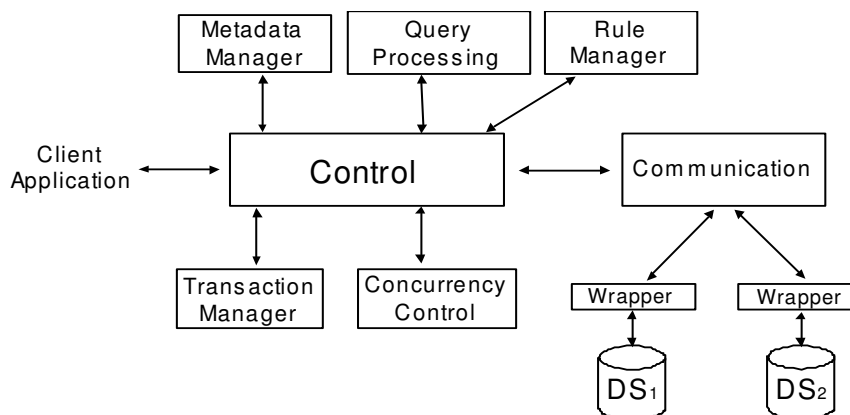 Metadata
Manager
Query
Processing
Rule
Manager
Client
Application
Control
Communication
Transaction
Manager
Concurrency
Control
Wrapper
Wrapper
DS1
DS2